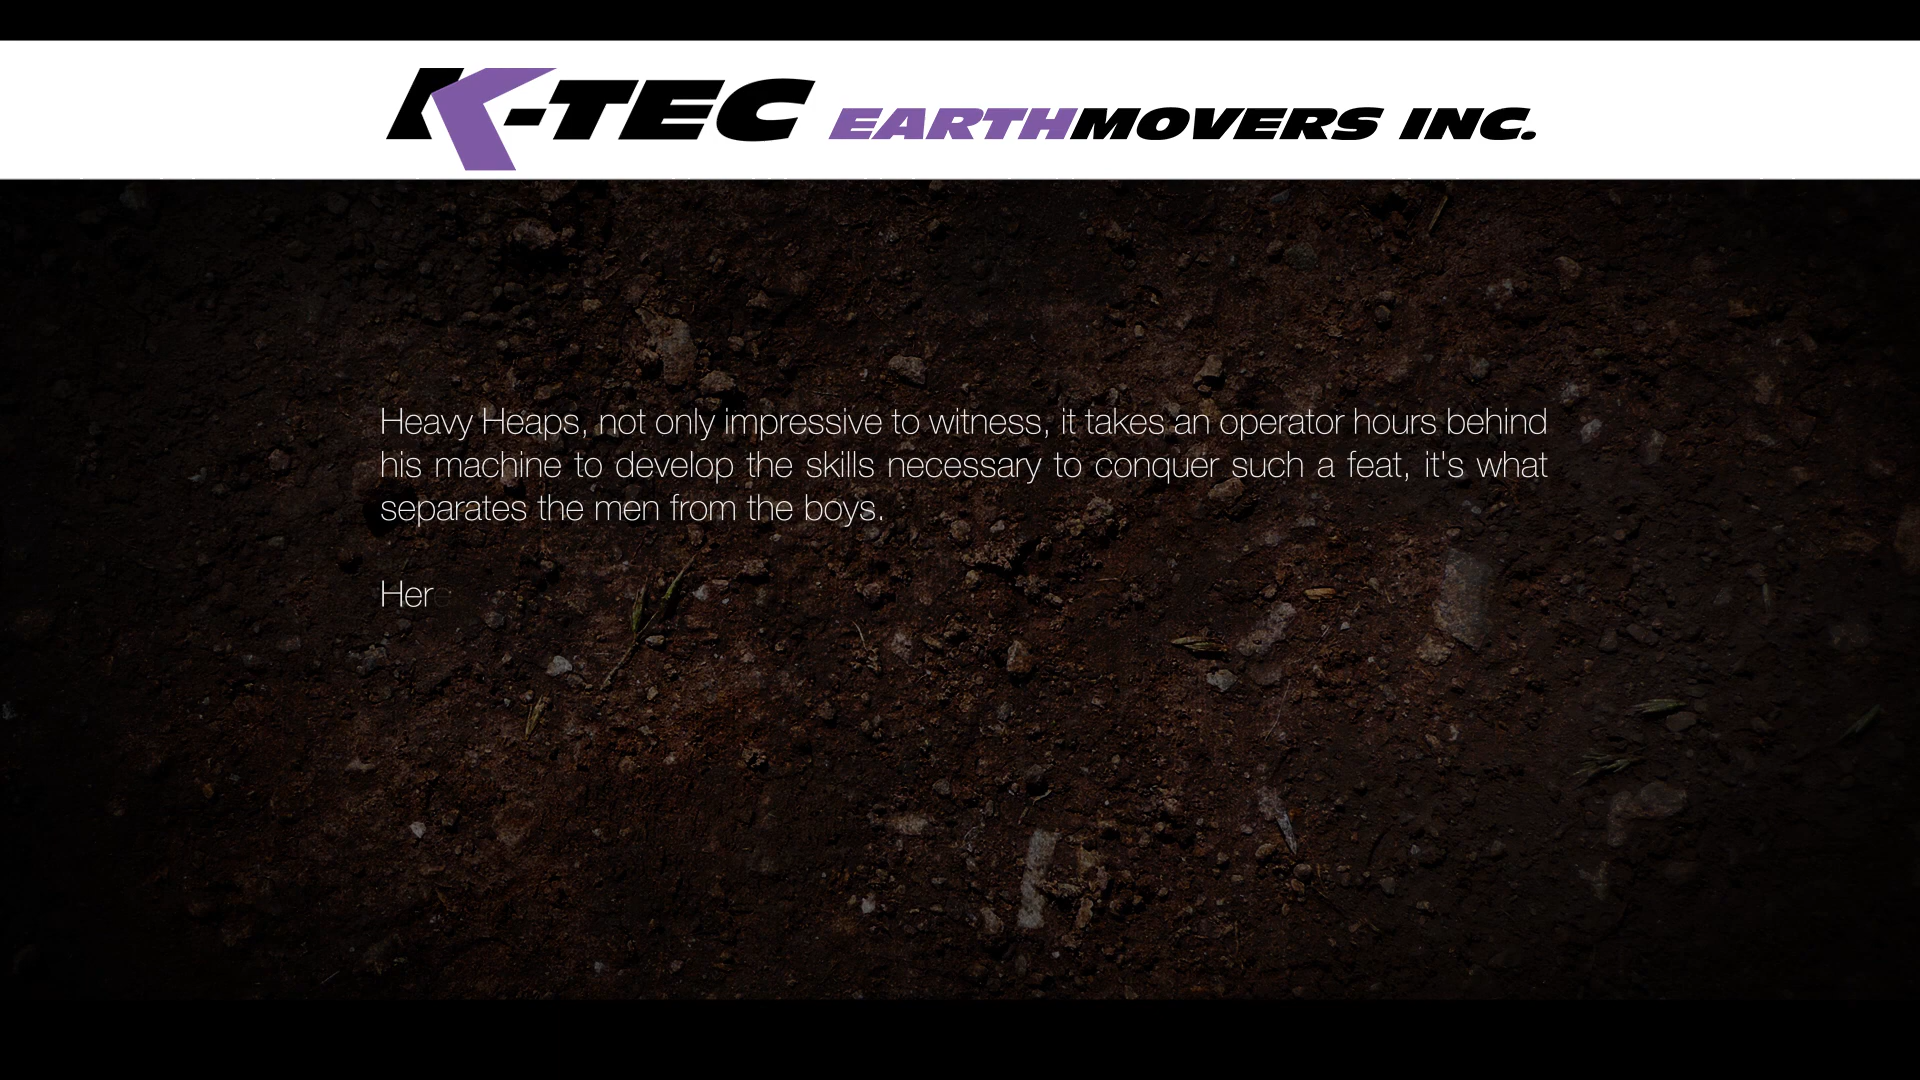 K-TEC EARTHMOVERS INC.
Heavy Heaps, not only impressive to witness, it takes an operator hours behind
his machine to develop the skills necessary to conquer such a feat, it's what
separates the men from the boys.
Here